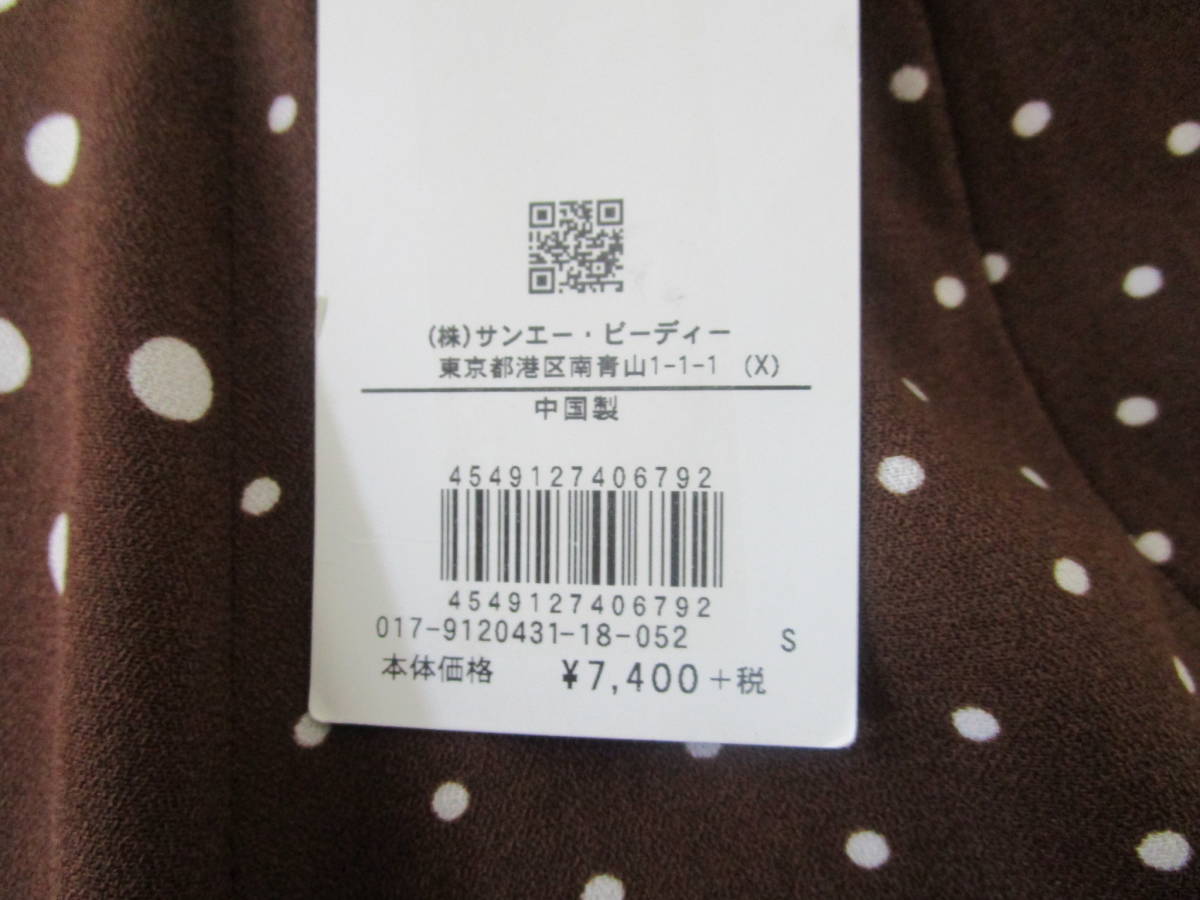 (株)サンエー・ビーディー
東京都港区南青山1-1-1 (X)
中国製
4549127406792
4549127406792
017-9120431-18-052 S
本体価格 ¥7,400+税